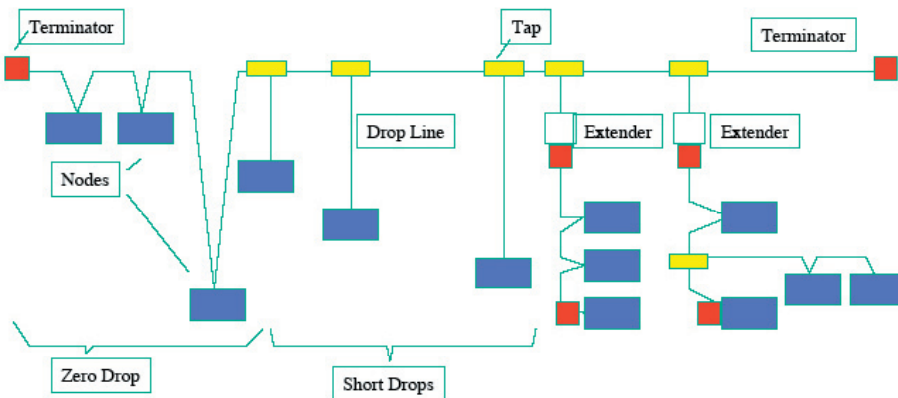 Terminator
Tap
Terminator
Drop Line
Extender
Extender
Nodes
Zero Drop
Short Drops